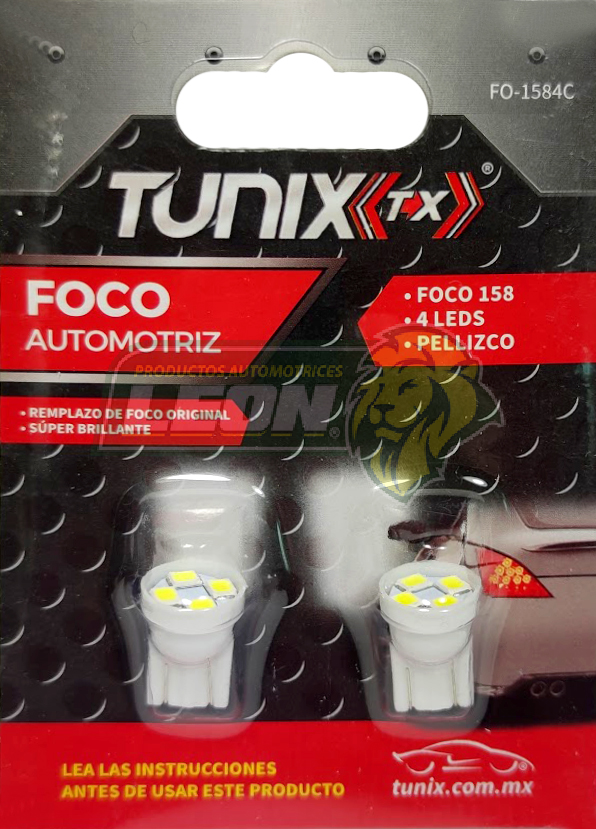 FO-1584C
TUNIX TX ®
FOCO
AUTOMOTRIZ
• FOCO 158
• 4 LEDS
• PELLIZCO
PRODUCTOS AUTOMOTRICES
LEON ®
• REMPLAZO DE FOCO ORIGINAL
• SÚPER BRILLANTE
LEA LAS INSTRUCCIONES
ANTES DE USAR ESTE PRODUCTO
tunix.com.mx